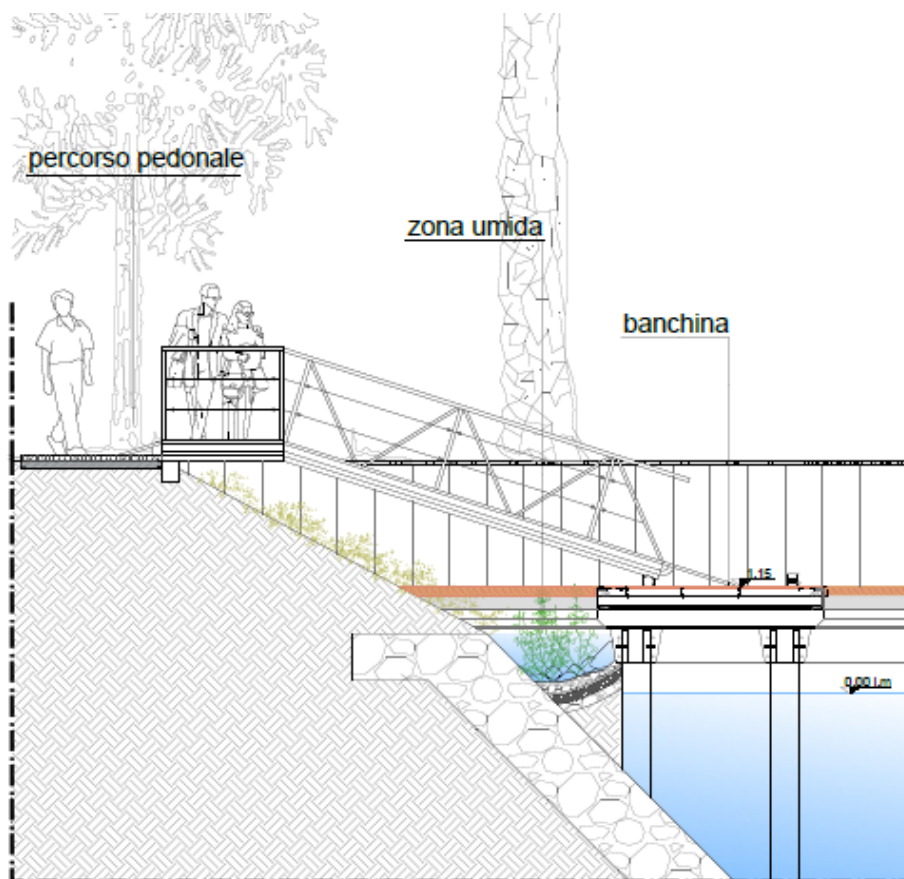 percorso pedonale
zona umida
banchina
1.15
0.00 l.m